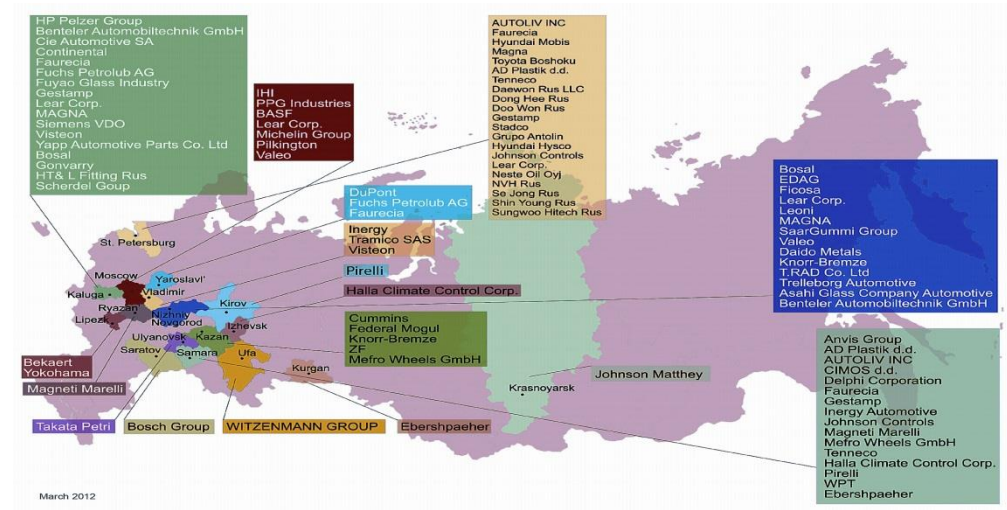 HP Pelzer Group
Benteler Automobiltechnik GmbH
Cie Automotive SA
Continental
Faurecia
Fuchs Petrolub AG
Fuyao Glass Industry
Gestamp
Lear Corp.
MAGNA
Siemens VDO
Visteon
Yapp Automotive Parts Co. Ltd
Bosal
Gonvarry
HT& L Fitting Rus
Scherdel Goup
IHI
PPG Industries
BASF
Lear Corp.
Michelin Group
Pilkington
Valeo
AUTOLIV INC
Faurecia
Hyundai Mobis
Magna
Toyota Boshoku
AD Plastik d.d.
Tenneco
Daewon Rus LLC
Dong Hee Rus
Doo Won Rus
Gestamp
Stadco
Grupo Antolin
Hyundai Hysco
Johnson Controls
Lear Corp.
Neste Oil Oyj
NVH Rus
Se Jong Rus
Shin Young Rus
Sungwoo Hitech Rus
DuPont
Fuchs Petrolub AG
Faurecia
Inergy
Tramico SAS
Visteon
Pirelli
Halla Climate Control Corp.
Cummins
Federal Mogul
Knorr-Bremze
ZF
Mefro Wheels GmbH
Bosal
EDAG
Ficosa
Lear Corp.
Leoni
MAGNA
SaarGummi Group
Valeo
Daido Metals
Knorr-Bremze
T.RAD Co. Ltd
Trelleborg Automotive
Asahi Glass Company Automotive
Benteler Automobiltechnik GmbH
St. Petersburg
Moscow
Yaroslavl'
Kaluga
Vladimir
Ryazan
Nizhniy
Novgorod
Kirov
Lipezk
Izhevsk
Ulyanovsk
Kazan
Saratov
Samara
Ufa
Kurgan
Krasnoyarsk
Johnson Matthey
Bekaert
Yokohama
Magneti Marelli
Takata Petri
Bosch Group
WITZENMANN GROUP
Ebershpaeher
Anvis Group
AD Plastik d.d.
AUTOLIV INC
CIMOS d.d.
Delphi Corporation
Faurecia
Gestamp
Inergy Automotive
Johnson Controls
Magneti Marelli
Mefro Wheels GmbH
Tenneco
Halla Climate Control Corp.
Pirelli
WPT
Ebershpaeher
March 2012